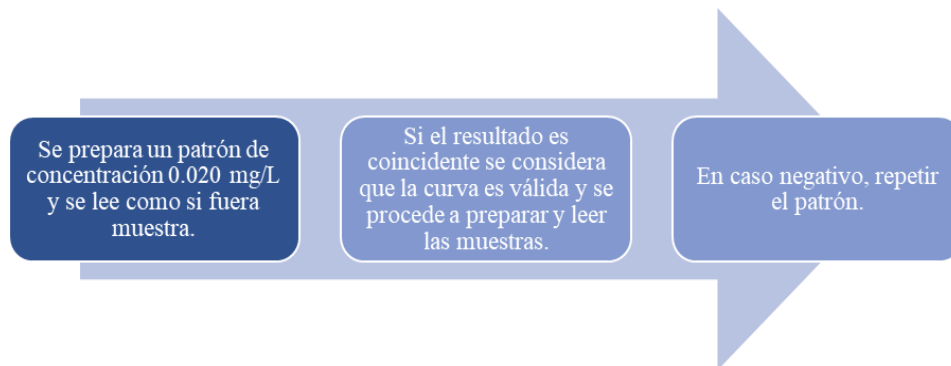 Se prepara un patrón de
concentración 0.020 mg/L
y se lee como si fuera
muestra.
Si el resultado es
coincidente se considera
que la curva es válida y se
procede a preparar y leer
las muestras.
En caso negativo, repetir
el patrón.